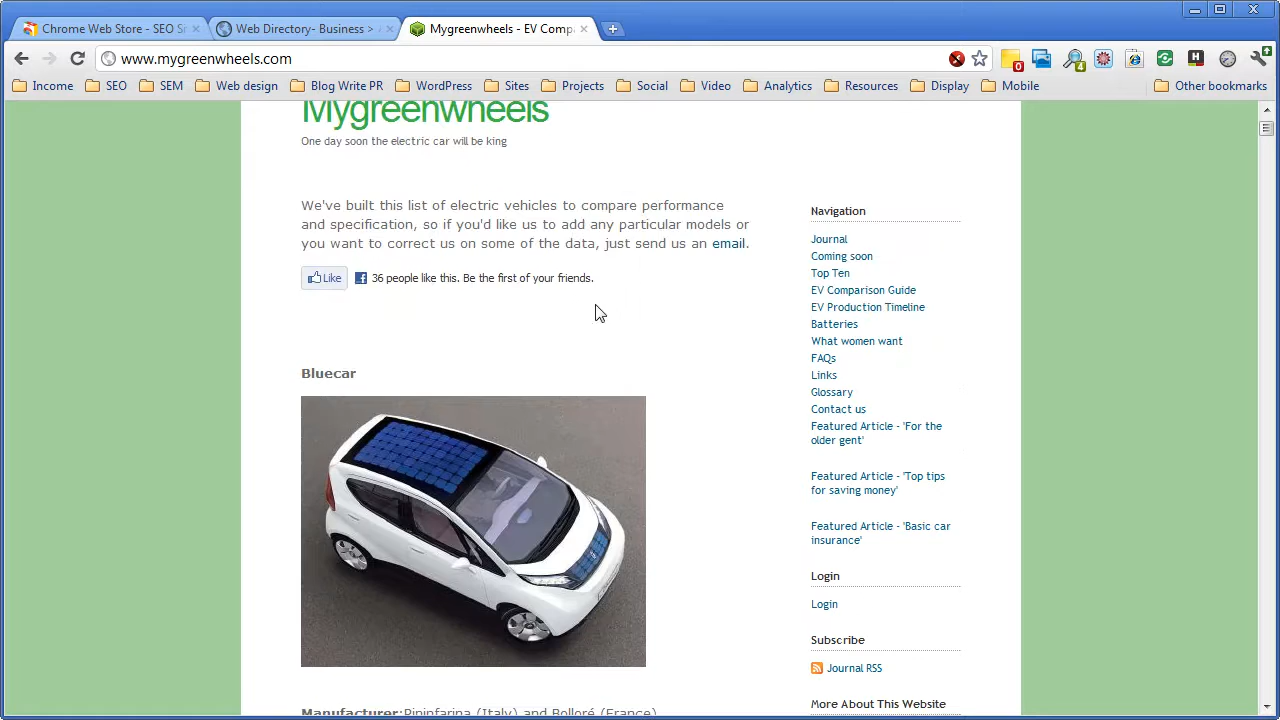 Chrome Web Store - SEO Si
Web Directory- Business >
Mygreenwheels - EV Comp
www.mygreenwheels.com
0
4
H
Income
SEO
SEM
Web design
Blog Write PR
WordPress
Sites
Projects
Social
Video
Analytics
Resources
Display
Mobile
Other bookmarks
Mygreenwheels
One day soon the electric car will be king
We've built this list of electric vehicles to compare performance
and specification, so if you'd like us to add any particular models or
you want to correct us on some of the data, just send us an email.
Like
36 people like this. Be the first of your friends.
Bluecar
Manufacturer:Pininfarina (Italy) and Bolloré (France)
Navigation
Journal
Coming soon
Top Ten
EV Comparison Guide
EV Production Timeline
Batteries
What women want
FAQs
Links
Glossary
Contact us
Featured Article - 'For the
older gent'
Featured Article - 'Top tips
for saving money'
Featured Article - 'Basic car
insurance'
Login
Login
Subscribe
Journal RSS
More About This Website